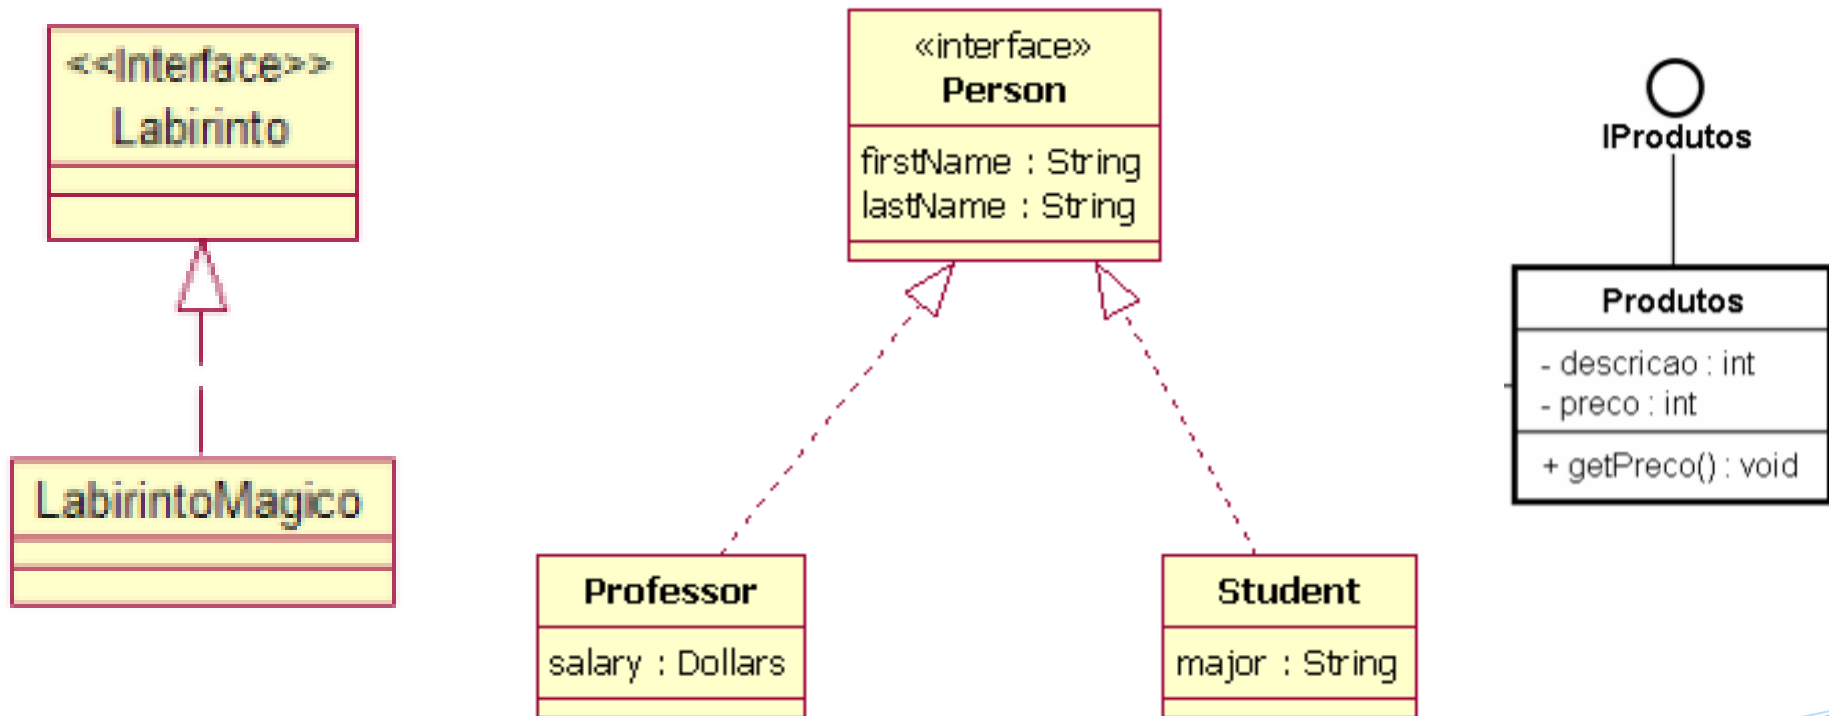 <<Interface>>
Labirinto
LabirintoMagico
«interface»
Person
firstName : String
lastName : String
Professor
salary : Dollars
Student
major : String
IProdutos
Produtos
- descricao : int
- preco : int
+ getPreco() : void